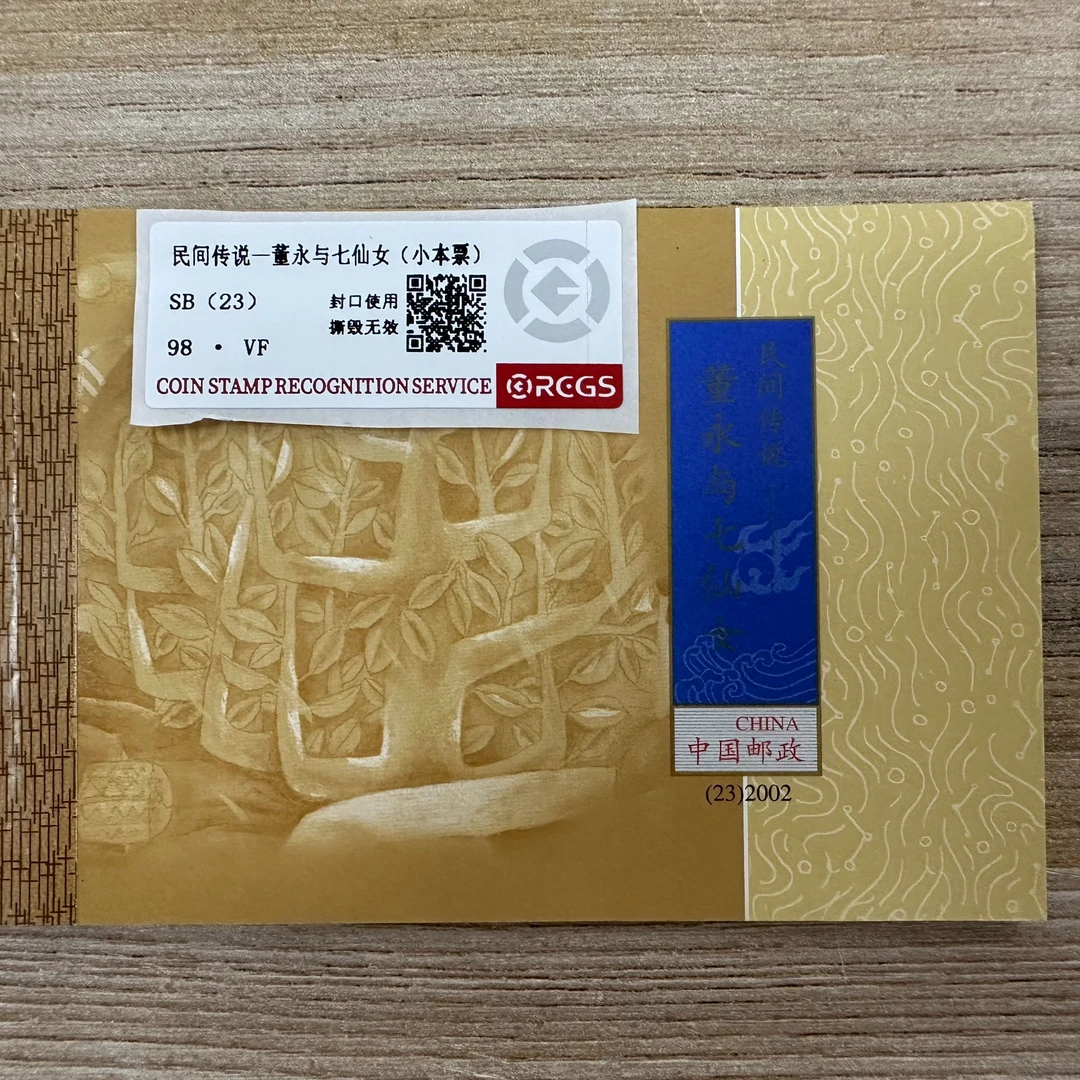 民间传说—董永与七仙女（小本票）
SB（23）
封口使用
撕毁无效
98 · VF
COIN STAMP RECOGNITION SERVICE
RCGS
民间传说
董永与七仙女
CHINA
中国邮政
(23)2002